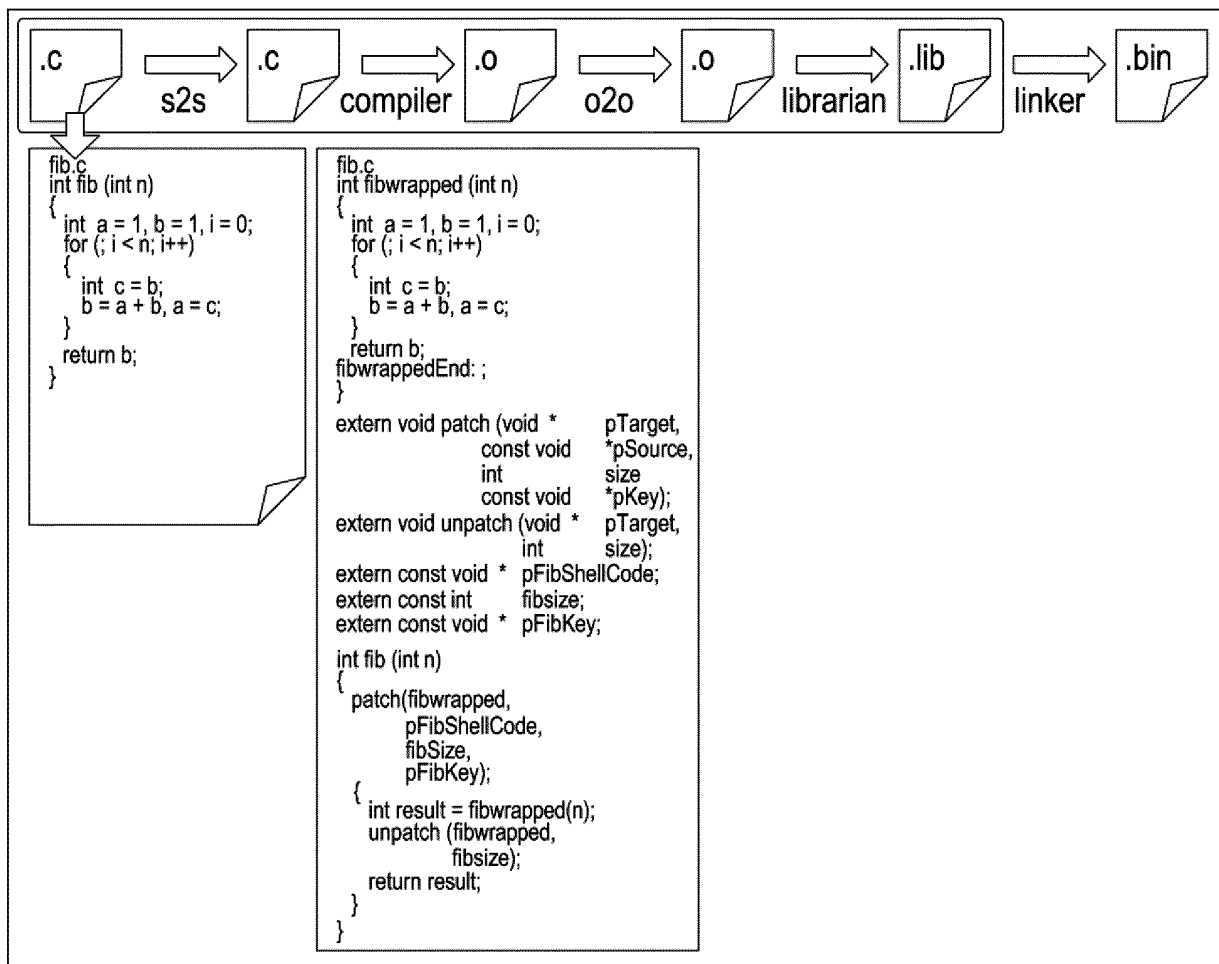 .c .c .o .o .lib .bin
s2s compiler o2o librarian linker
fib.c
int fib (int n)
{
int a = 1, b = 1, i = 0;
for (; i < n; i++)
{
int c = b;
b = a + b, a = c;
}
return b;
}
fib.c
int fibwrapped (int n)
{
int a = 1, b = 1, i = 0;
for (; i < n; i++)
{
int c = b;
b = a + b, a = c;
}
return b;
fibwrappedEnd: ;
}
extern void patch (void * pTarget,
const void *pSource,
int size
const void *pKey);
extern void unpatch (void * pTarget,
int size);
extern const void * pFibShellCode;
extern const int fibsize;
extern const void * pFibKey;
int fib (int n)
{
patch(fibwrapped,
pFibShellCode,
fibSize,
pFibKey);
{
int result = fibwrapped(n);
unpatch (fibwrapped,
fibsize);
return result;
}
}